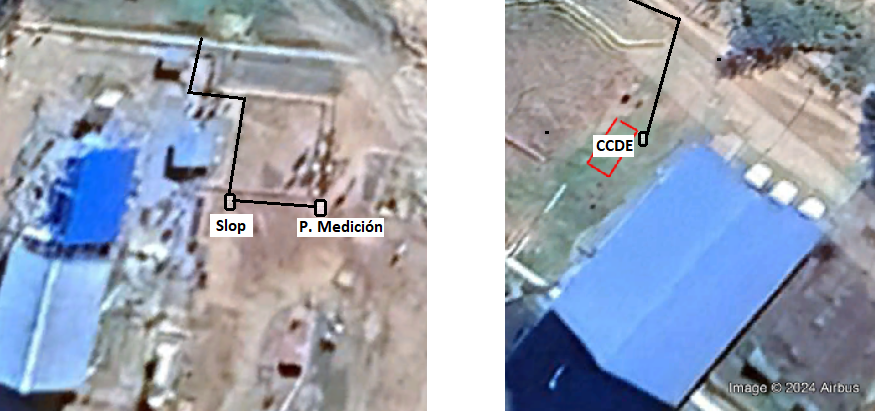 Slop
P. Medición
CCDE
Image © 2024 Airbus